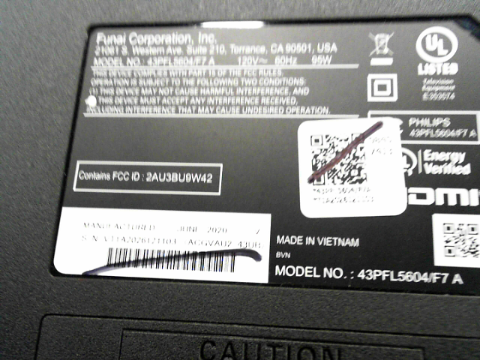 Funai Corporation, Inc.
21061 S. Western Ave. Suite 210, Torrance, CA 90501, USA
MODEL NO. : 43PFL5604/F7 A 120V~ 60Hz 95W
THIS DEVICE COMPLIES WITH PART 15 OF THE FCC RULES.
OPERATION IS SUBJECT TO THE FOLLOWING TWO CONDITIONS:
(1) THIS DEVICE MAY NOT CAUSE HARMFUL INTERFERENCE, AND
(2) THIS DEVICE MUST ACCEPT ANY INTERFERENCE RECEIVED,
INCLUDING INTERFERENCE THAT MAY CAUSE UNDESIRED OPERATION.
UL
LISTED
Television
Equipment
E203074
PHILIPS
43PFL5604/F7 A
Energy
Verified
HDMI
Contains FCC ID : 2AU3BU9W42
MANUFACTURED JUNE 2020
S/N
MADE IN VIETNAM
BVN
MODEL NO. : 43PFL5604/F7 A
CAUTION